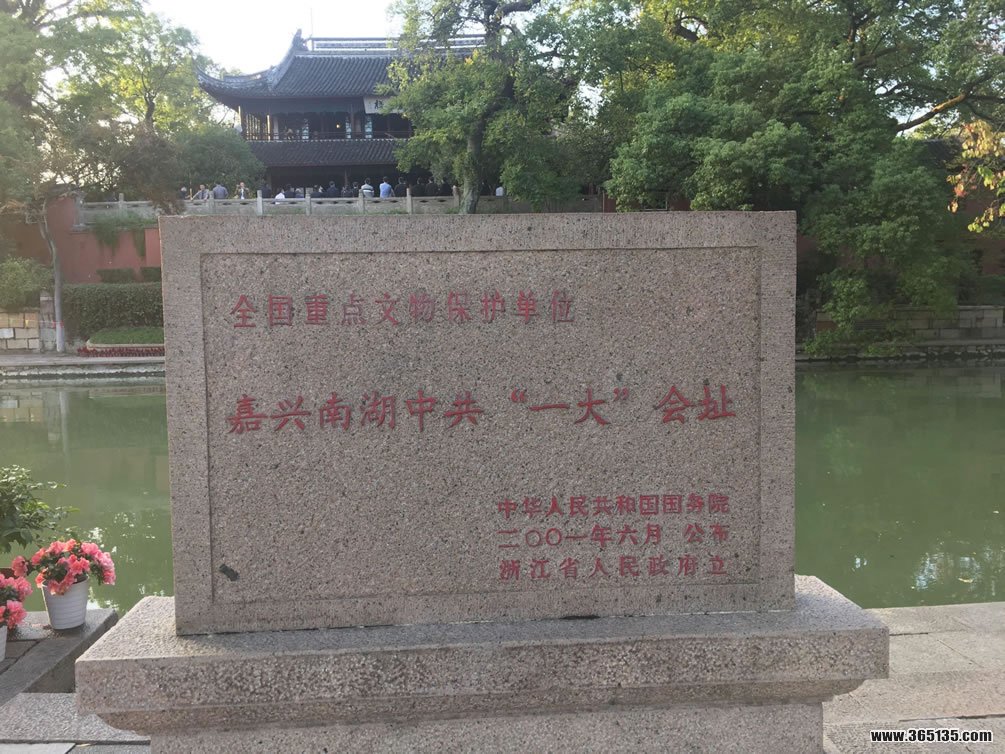 全国重点文物保护单位
嘉兴南湖中共“一大”会址
中华人民共和国国务院
二〇〇一年六月 公布
浙江省人民政府立
www.365135.com